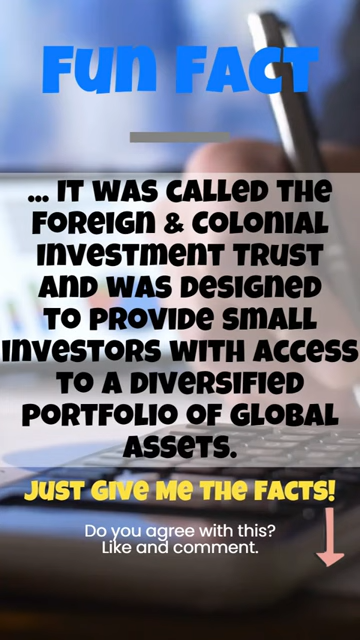 Fun Fact
... It was called the
Foreign & Colonial
Investment Trust
and was designed
to provide small
investors with access
to a diversified
portfolio of global
assets.
Just Give Me The Facts!
Do you agree with this?
Like and comment.